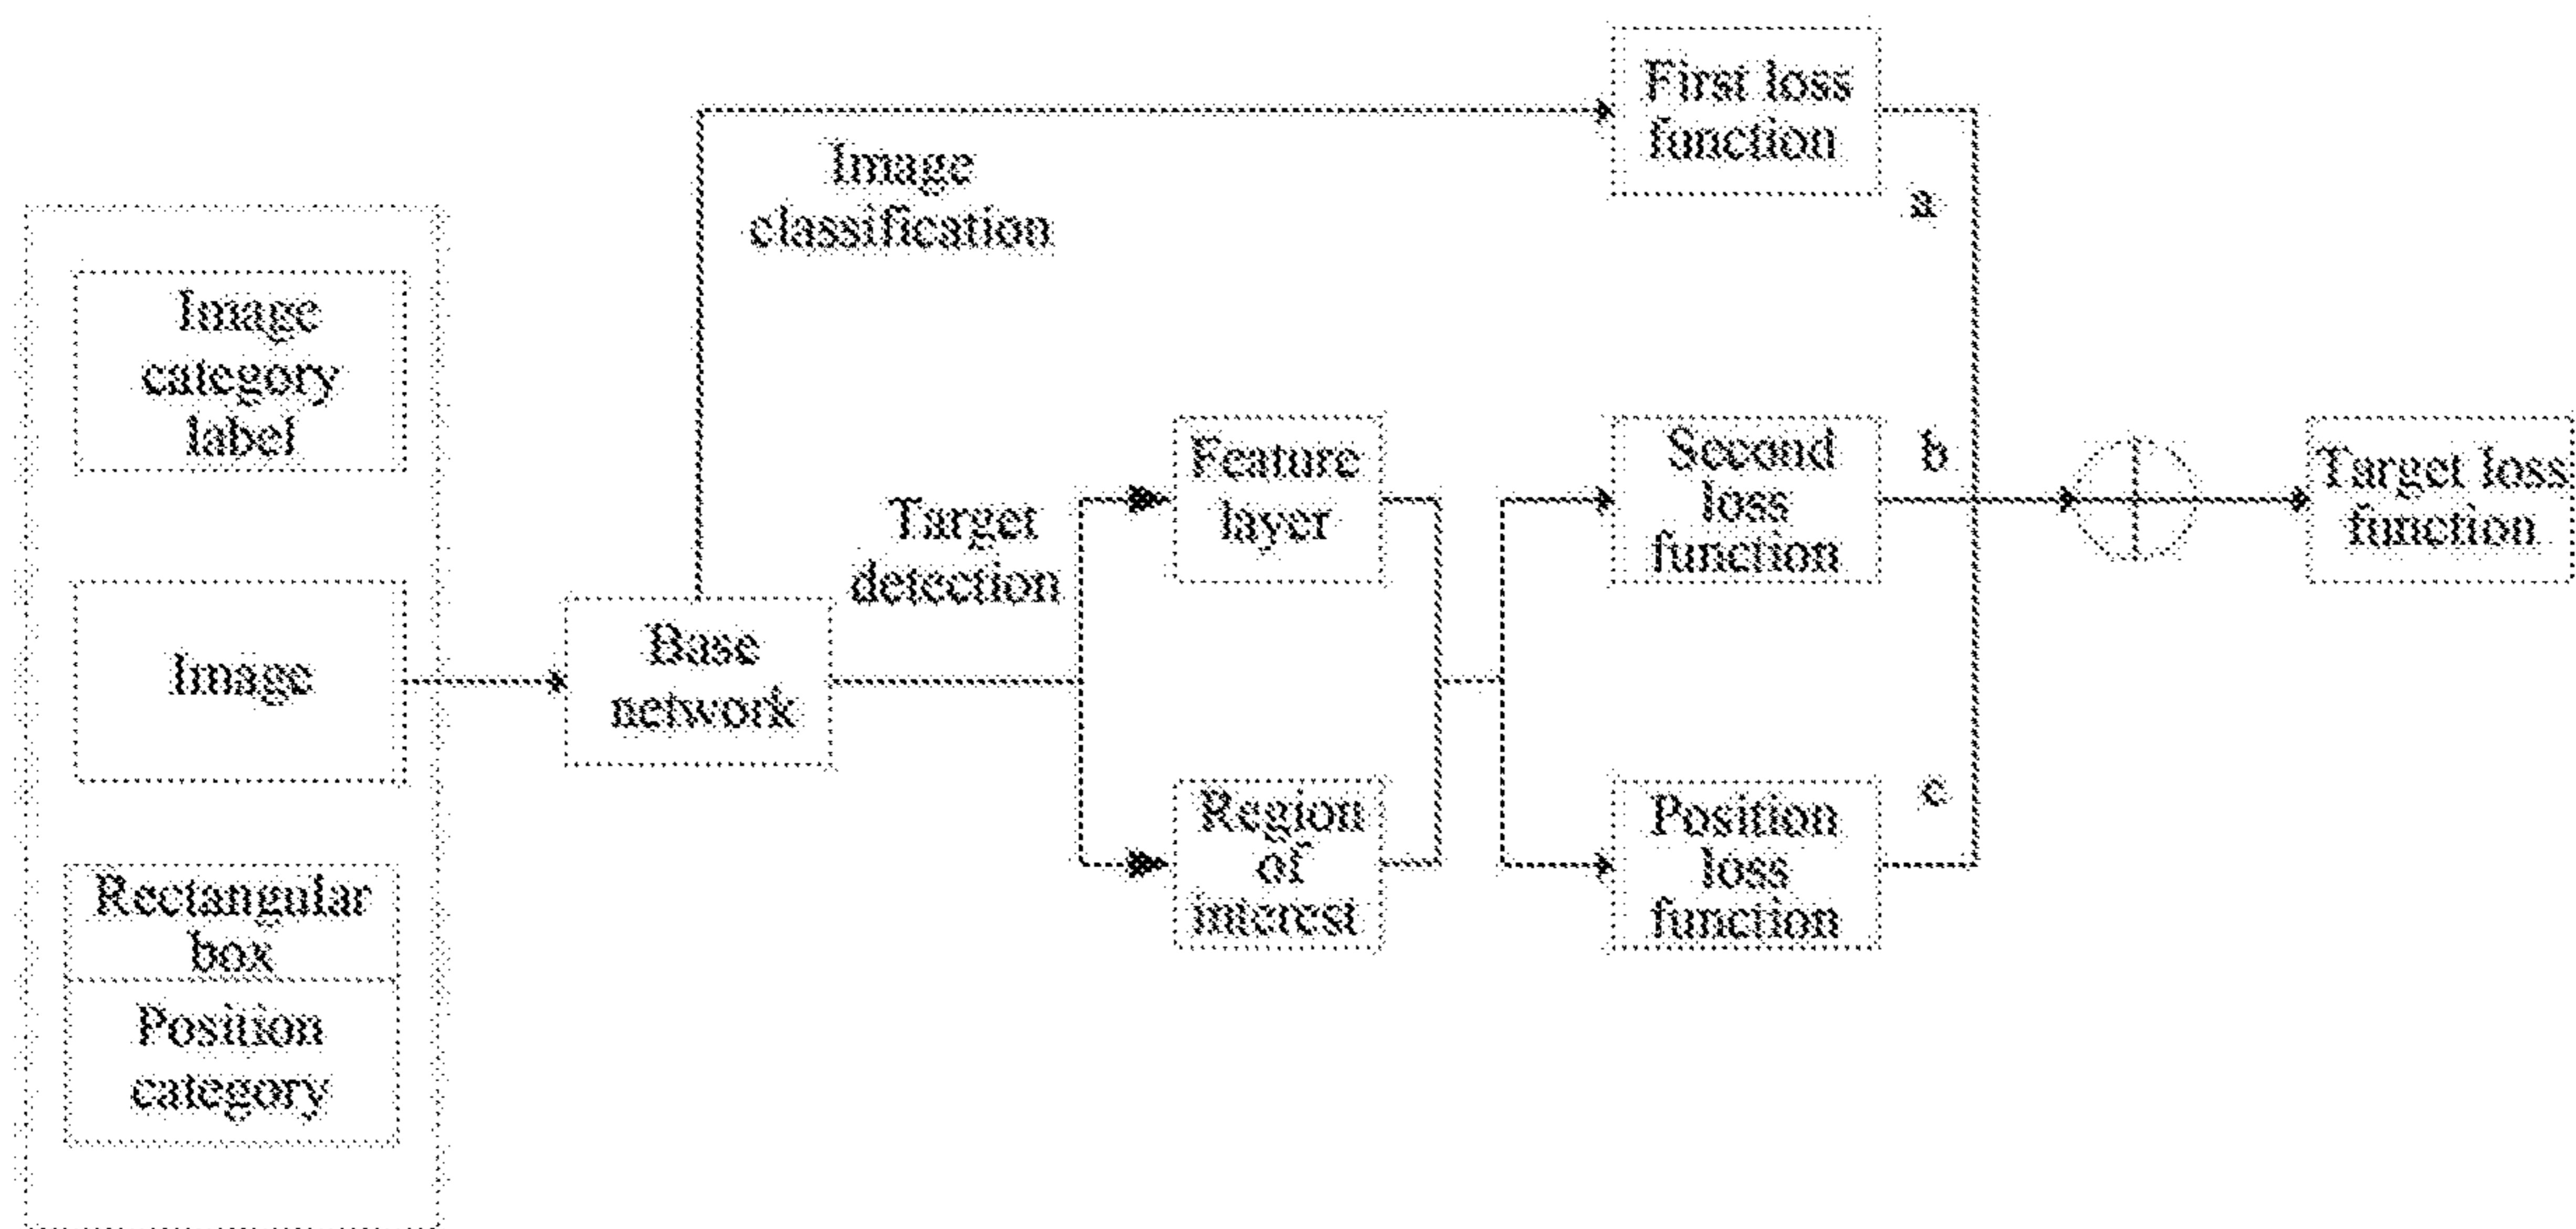 Image
category
label
Image
Rectangular
box
Position
category
Base
network
Image
classification
Target
detection
Feature
layer
Region
of
interest
First loss
function
Second
loss
function
Position
loss
function
a
b
c
Target loss
function